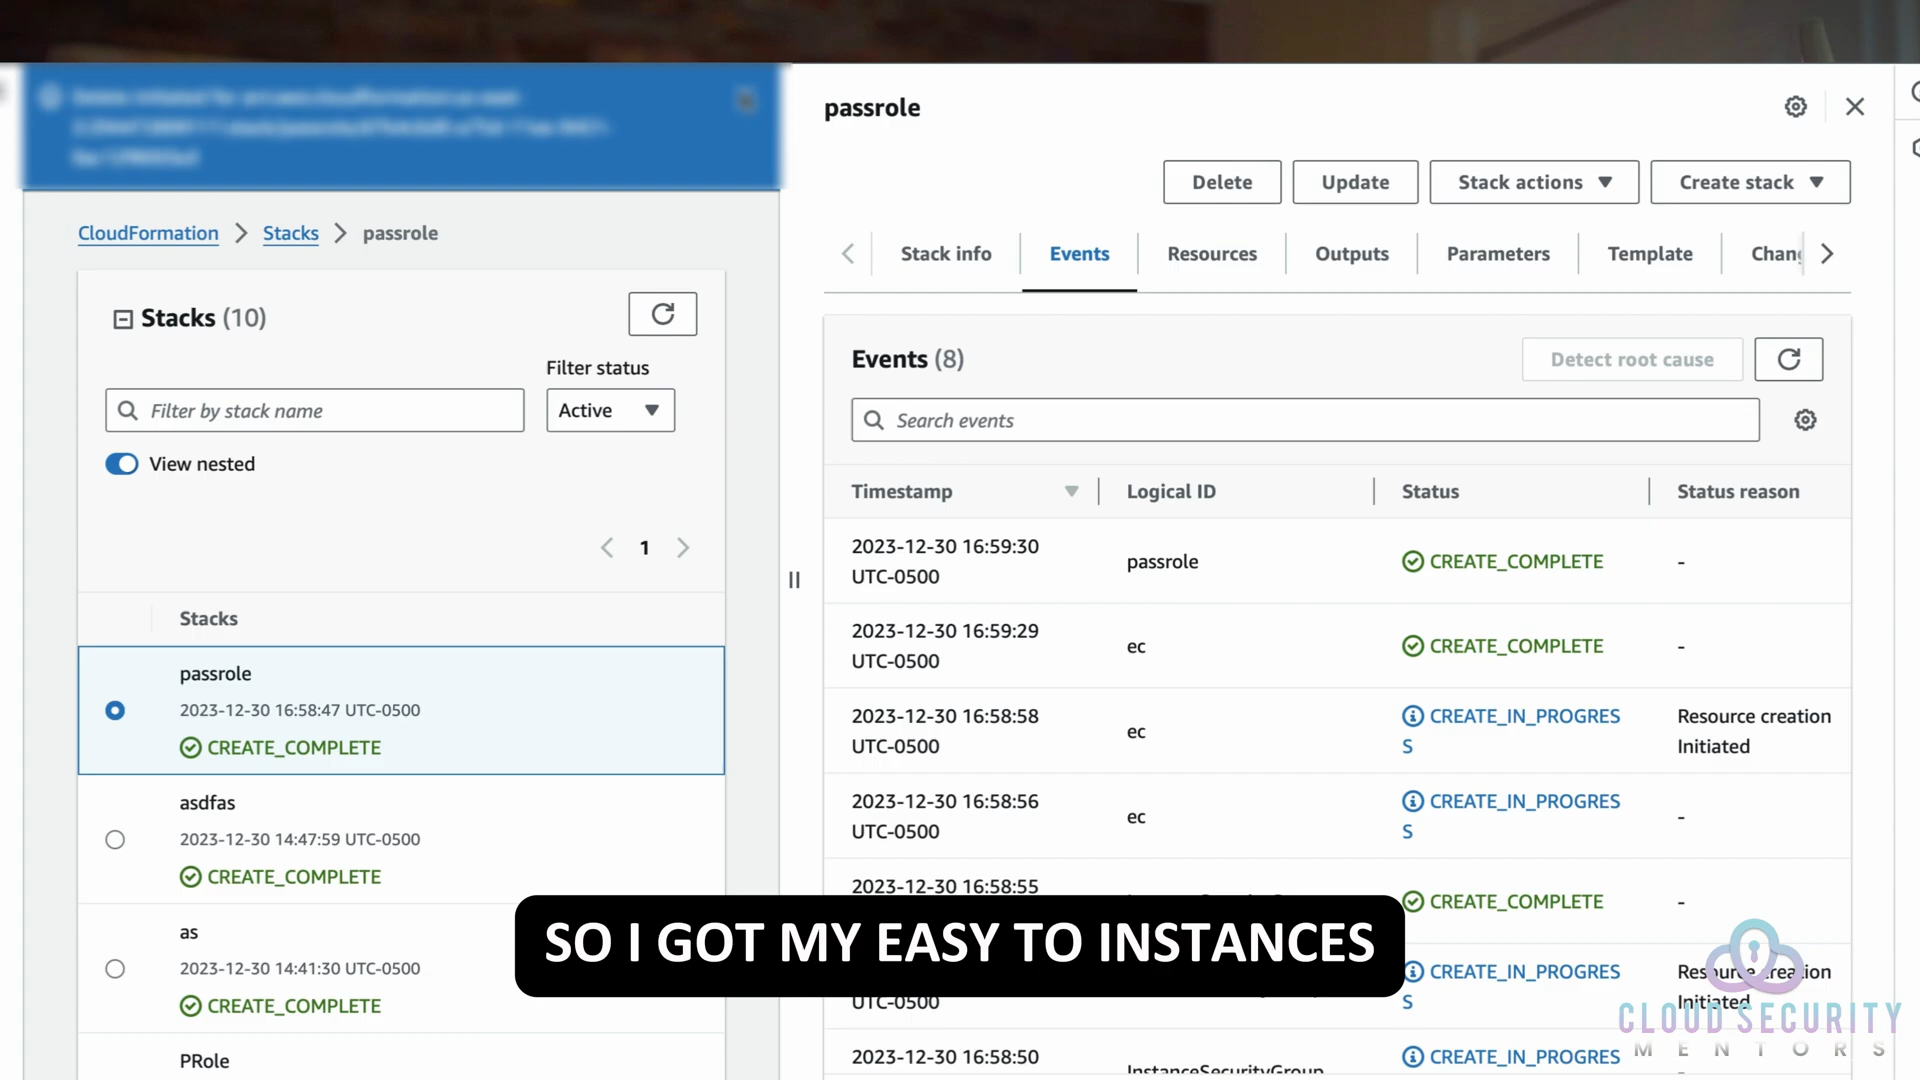 passrole
Delete
Update
Stack actions
Create stack
CloudFormation
Stacks
passrole
Stack info
Events
Resources
Outputs
Parameters
Template
Stacks (10)
Filter status
Filter by stack name
Active
View nested
1
Stacks
passrole
2023-12-30 16:58:47 UTC-0500
CREATE_COMPLETE
asdfas
2023-12-30 14:47:59 UTC-0500
CREATE_COMPLETE
as
2023-12-30 14:41:30 UTC-0500
CREATE_COMPLETE
PRole
Events (8)
Detect root cause
Search events
Timestamp
Logical ID
Status
Status reason
2023-12-30 16:59:30
UTC-0500
passrole
CREATE_COMPLETE
-
2023-12-30 16:59:29
UTC-0500
ec
CREATE_COMPLETE
-
2023-12-30 16:58:58
UTC-0500
ec
CREATE_IN_PROGRES
S
Resource creation
Initiated
2023-12-30 16:58:56
UTC-0500
ec
CREATE_IN_PROGRES
S
-
2023-12-30 16:58:55
CREATE_COMPLETE
-
UTC-0500
CREATE_IN_PROGRES
S
Resource creation
Initiated
2023-12-30 16:58:50
InstanceSecurityGroup
CREATE_IN_PROGRES
SO I GOT MY EASY TO INSTANCES
CLOUD SECURITY
MENTORS